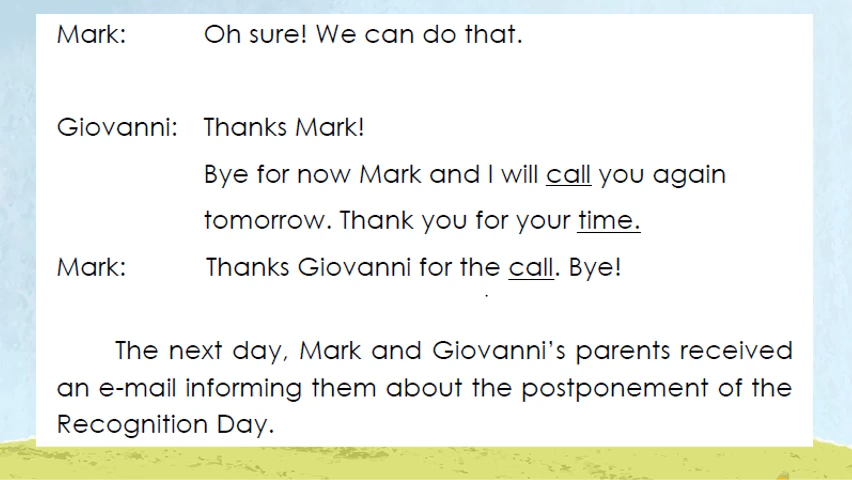 Mark: Oh sure! We can do that.
Giovanni: Thanks Mark!
Bye for now Mark and I will call you again
tomorrow. Thank you for your time.
Mark: Thanks Giovanni for the call. Bye!
The next day, Mark and Giovanni's parents received
an e-mail informing them about the postponement of the
Recognition Day.